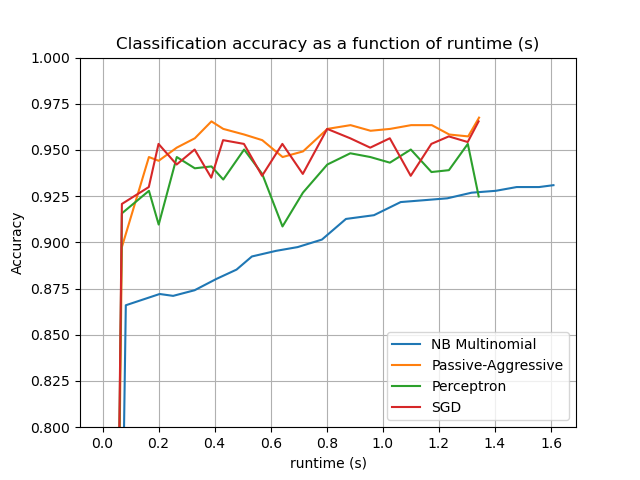 Classification accuracy as a function of runtime (s)
1.000
0.975
0.950
0.925
0.900
0.875
0.850
0.825
0.800
Accuracy
NB Multinomial
Passive-Aggressive
Perceptron
SGD
0.0 0.2 0.4 0.6 0.8 1.0 1.2 1.4 1.6
runtime (s)